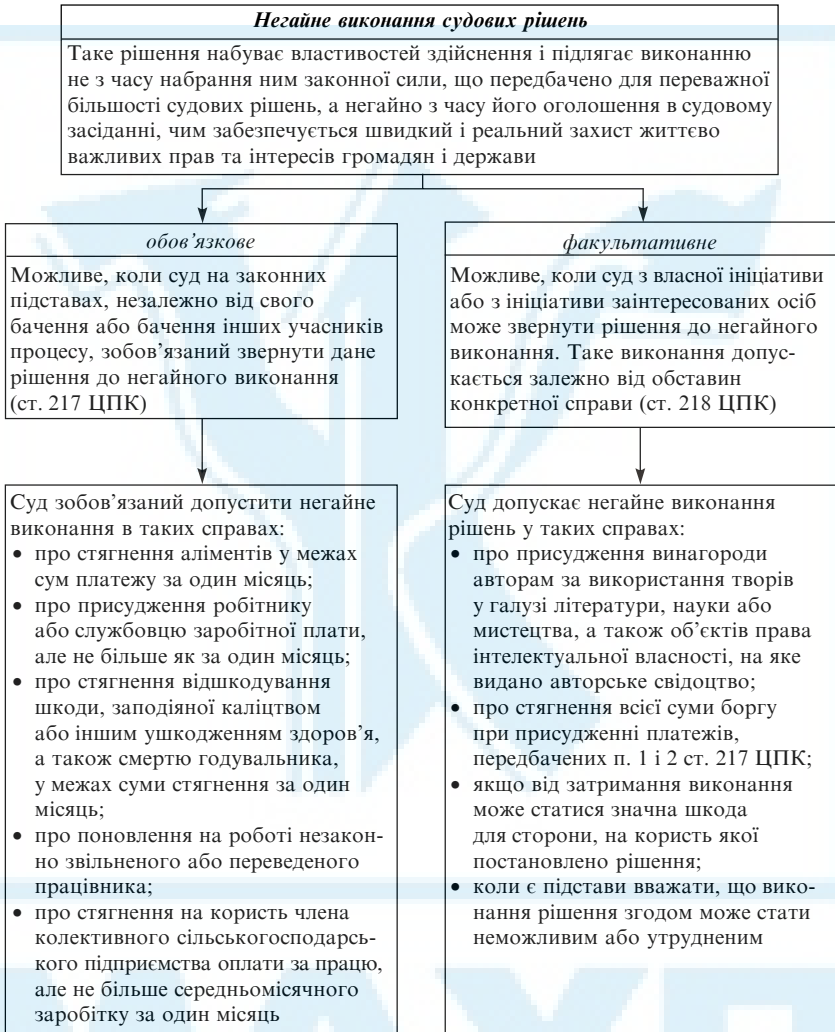 Негайне виконання судових рішень
Таке рішення набуває властивостей здійснення і підлягає виконанню
не з часу набрання ним законної сили, що передбачено для переважної
більшості судових рішень, а негайно з часу його оголошення в судовому
засіданні, чим забезпечується швидкий і реальний захист життєво
важливих прав та інтересів громадян і держави
обов’язкове
Можливе, коли суд на законних
підставах, незалежно від свого
бачення або бачення інших учасників
процесу, зобов’язаний звернути дане
рішення до негайного виконання
(ст. 217 ЦПК)
факультативне
Можливе, коли суд з власної ініціативи
або з ініціативи заінтересованих осіб
може звернути рішення до негайного
виконання. Таке виконання допус-
кається залежно від обставин
конкретної справи (ст. 218 ЦПК)
Суд зобов’язаний допустити негайне
виконання в таких справах:
• про стягнення аліментів у межах
сум платежу за один місяць;
• про присудження робітнику
або службовцю заробітної плати,
але не більше як за один місяць;
• про стягнення відшкодування
шкоди, заподіяної каліцтвом
або іншим ушкодженням здоров’я,
а також смертю годувальника,
у межах суми стягнення за один
місяць;
• про поновлення на роботі незакон-
но звільненого або переведеного
працівника;
• про стягнення на користь члена
колективного сільськогосподарсь-
кого підприємства оплати за працю,
але не більше середньомісячного
заробітку за один місяць
Суд допускає негайне виконання
рішень у таких справах:
• про присудження винагороди
авторам за використання творів
у галузі літератури, науки або
мистецтва, а також об’єктів права
інтелектуальної власності, на яке
видано авторське свідоцтво;
• про стягнення всієї суми боргу
при присудженні платежів,
передбачених п. 1 і 2 ст. 217 ЦПК;
• якщо від затримання виконання
може статися значна шкода
для сторони, на користь якої
постановлено рішення;
• коли є підстави вважати, що вико-
нання рішення згодом може стати
неможливим або утрудненим